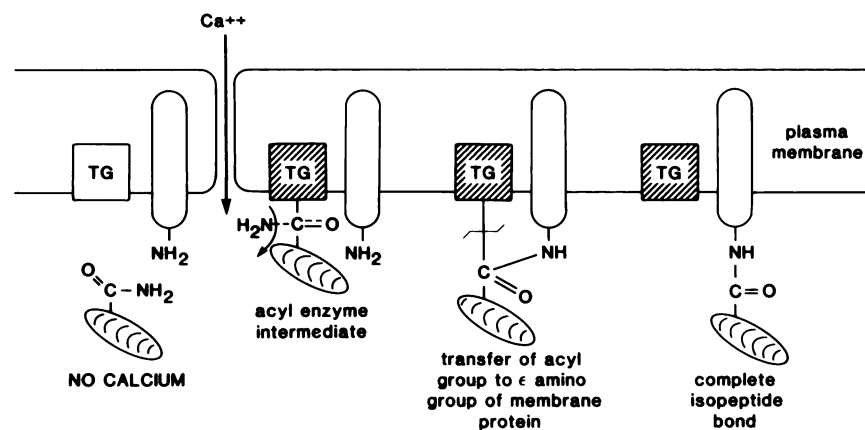 Ca++
plasma
membrane
TG
TG
TG
TG
NH2
O
C-NH2
NO CALCIUM
H2N--C=O
NH2
acyl enzyme
intermediate
NH
C
O
transfer of acyl
group to ε amino
group of membrane
protein
NH
C=O
complete
isopeptide
bond